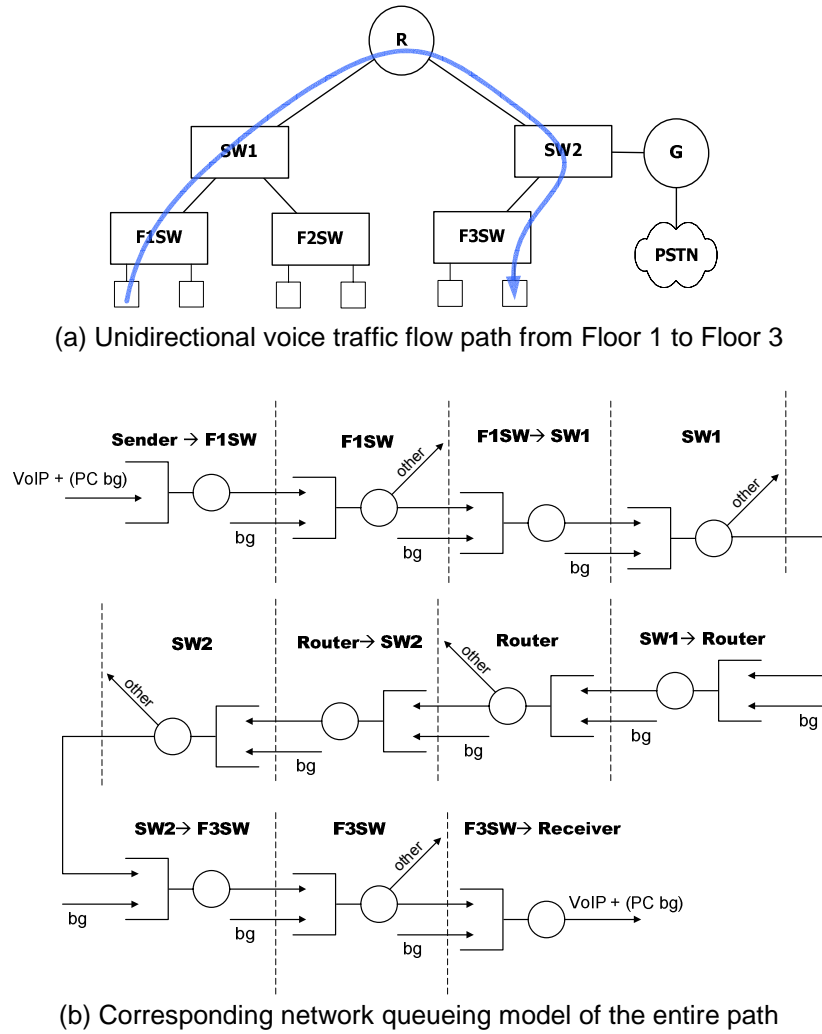 R
SW1
SW2
G
F1SW
F2SW
F3SW
PSTN
(a) Unidirectional voice traffic flow path from Floor 1 to Floor 3
Sender → F1SW
F1SW
F1SW → SW1
SW1
VoIP + (PC bg)
other
other
bg
bg
bg
SW2
Router → SW2
Router
SW1 → Router
other
other
bg
bg
bg
bg
SW2 → F3SW
F3SW
F3SW → Receiver
other
VoIP + (PC bg)
bg
bg
bg
(b) Corresponding network queueing model of the entire path